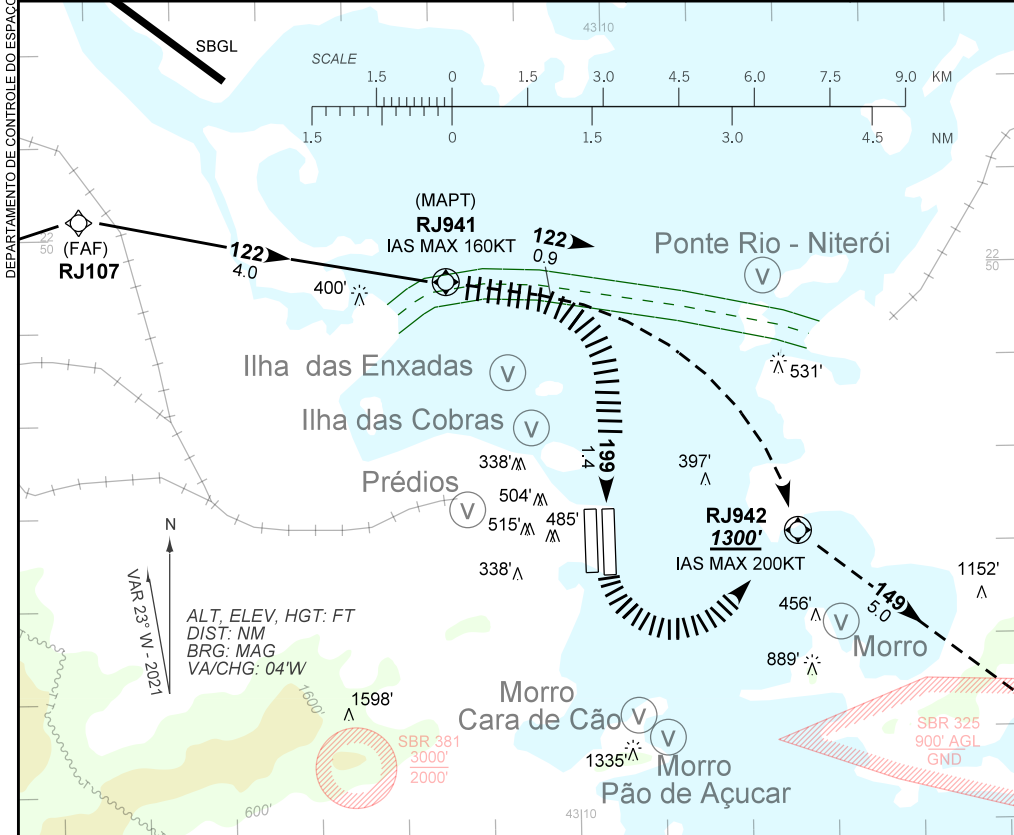 DEPARTAMENTO DE CONTROLE DO ESPAÇO
SBGL
43 10
SCALE
1.5 0 1.5 3.0 4.5 6.0 7.5 9.0 KM
1.5 0 1.5 3.0 4.5 NM
(MAPT)
RJ941
IAS MAX 160KT
122
0.9
22
50
(FAF)
RJ107
122
4.0
400'
Ponte Rio - Niterói
V
22
50
531'
Ilha das Enxadas
V
Ilha das Cobras
V
199
1.4
338'
397'
Prédios
V
504'
515'
485'
338'
RJ942
1300'
IAS MAX 200KT
N
VAR 23° W - 2021
ALT, ELEV, HGT: FT
DIST: NM
BRG: MAG
VA/CHG: 04'W
1152'
149
5.0
456'
V
Morro
889'
1600'
1598'
Morro
Cara de Cão
V
V
SBR 381
3000'
2000'
SBR 325
900' AGL
GND
1335'
Morro
Pão de Açucar
600'
43 10